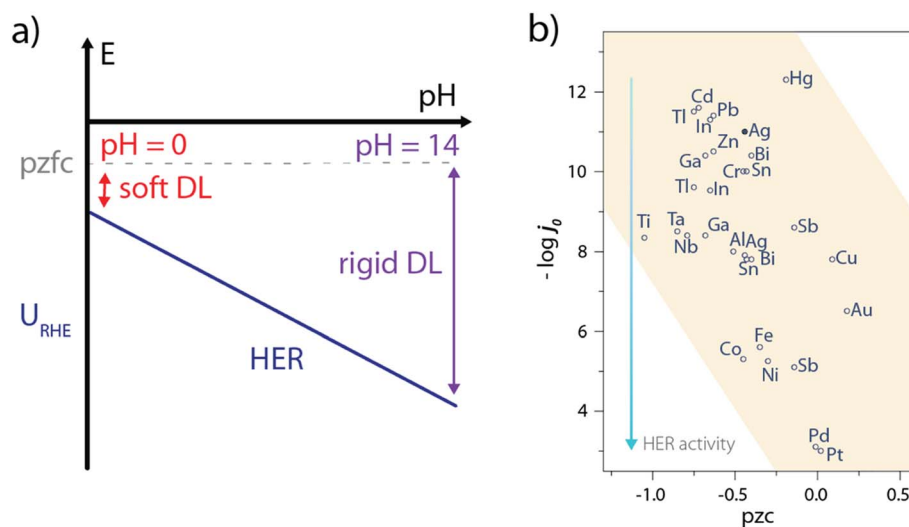 a)
E
pH
pzfc
pH = 0
pH = 14
soft DL
rigid DL
U_RHE
HER
b)
- log j₀
12
10
8
6
4
-1.0
-0.5
0.0
0.5
pzc
HER activity
Hg
Cd
Pb
Tl
In
Ag
Zn
Ga
Bi
Cr
Sn
Tl
In
Ti
Ta
Nb
Ga
Al
Ag
Sn
Bi
Sb
Cu
Au
Fe
Co
Ni
Sb
Pd
Pt